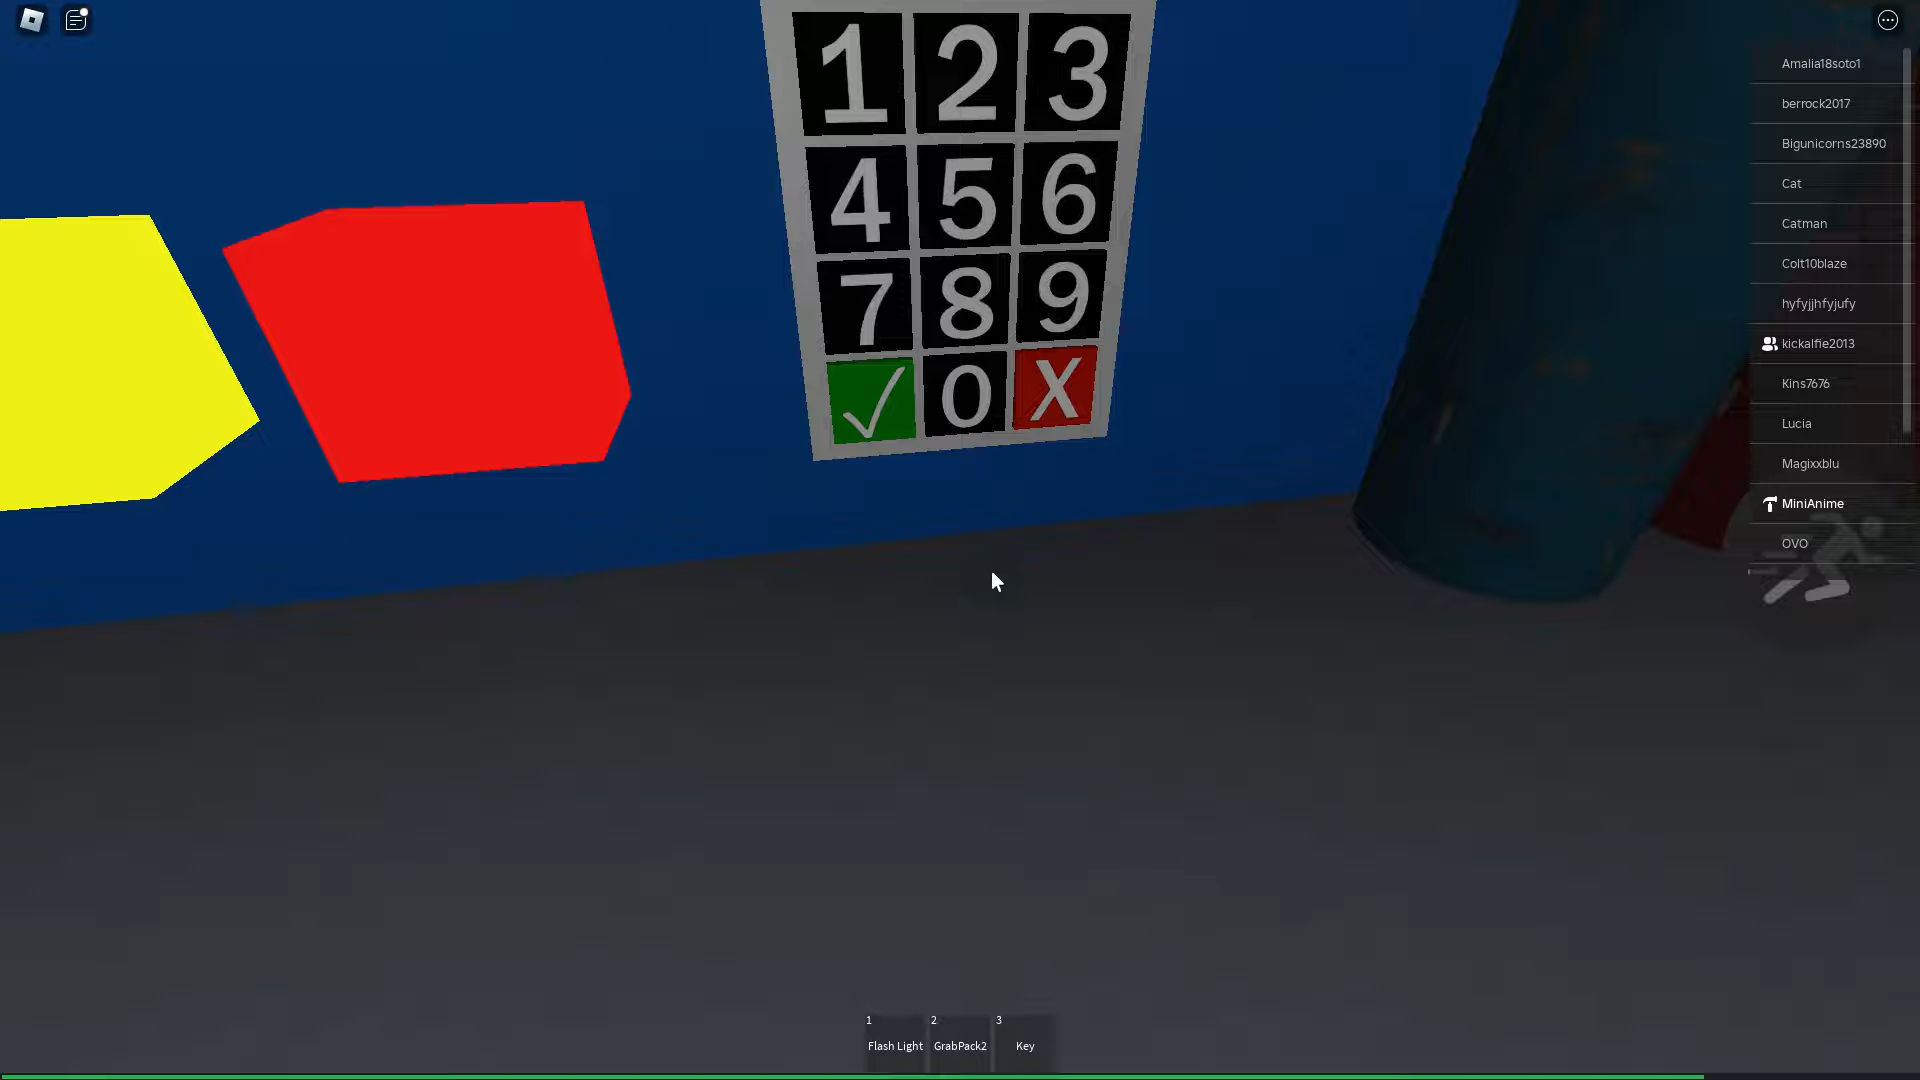 1 2 3
4 5 6
7 8 9
✓ 0 X
Amalia18soto1
berrock2017
Bigunicorns23890
Cat
Catman
Colt10blaze
hyfyjjhfyjufy
kickalfie2013
Kins7676
Lucia
Magixxblu
MiniAnime
OVO
1 2 3
Flash Light GrabPack2 Key